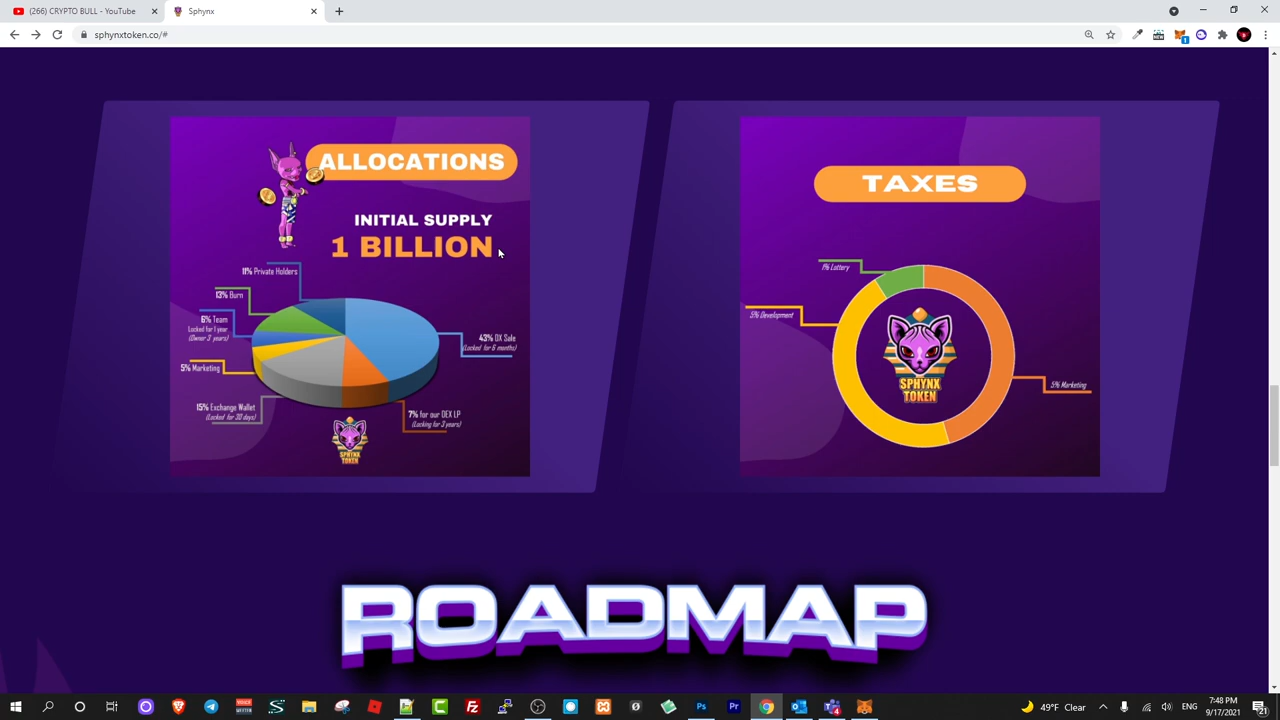 (266) CRYPTO BULL - YouTube
Sphynx
sphynxtoken.co/#
ALLOCATIONS
INITIAL SUPPLY
1 BILLION
11% Private Holders
13% Burn
6% Team
Locked for 1 year
(Owner 3 years)
5% Marketing
15% Exchange Wallet
(Locked for 30 days)
43% DX Sale
(Locked for 6 months)
7% for our DEX LP
(Locking for 3 years)
SPHYNX
TOKEN
TAXES
1% Lottery
5% Development
5% Marketing
SPHYNX
TOKEN
ROADMAP
49°F Clear
ENG
7:48 PM
9/17/2021